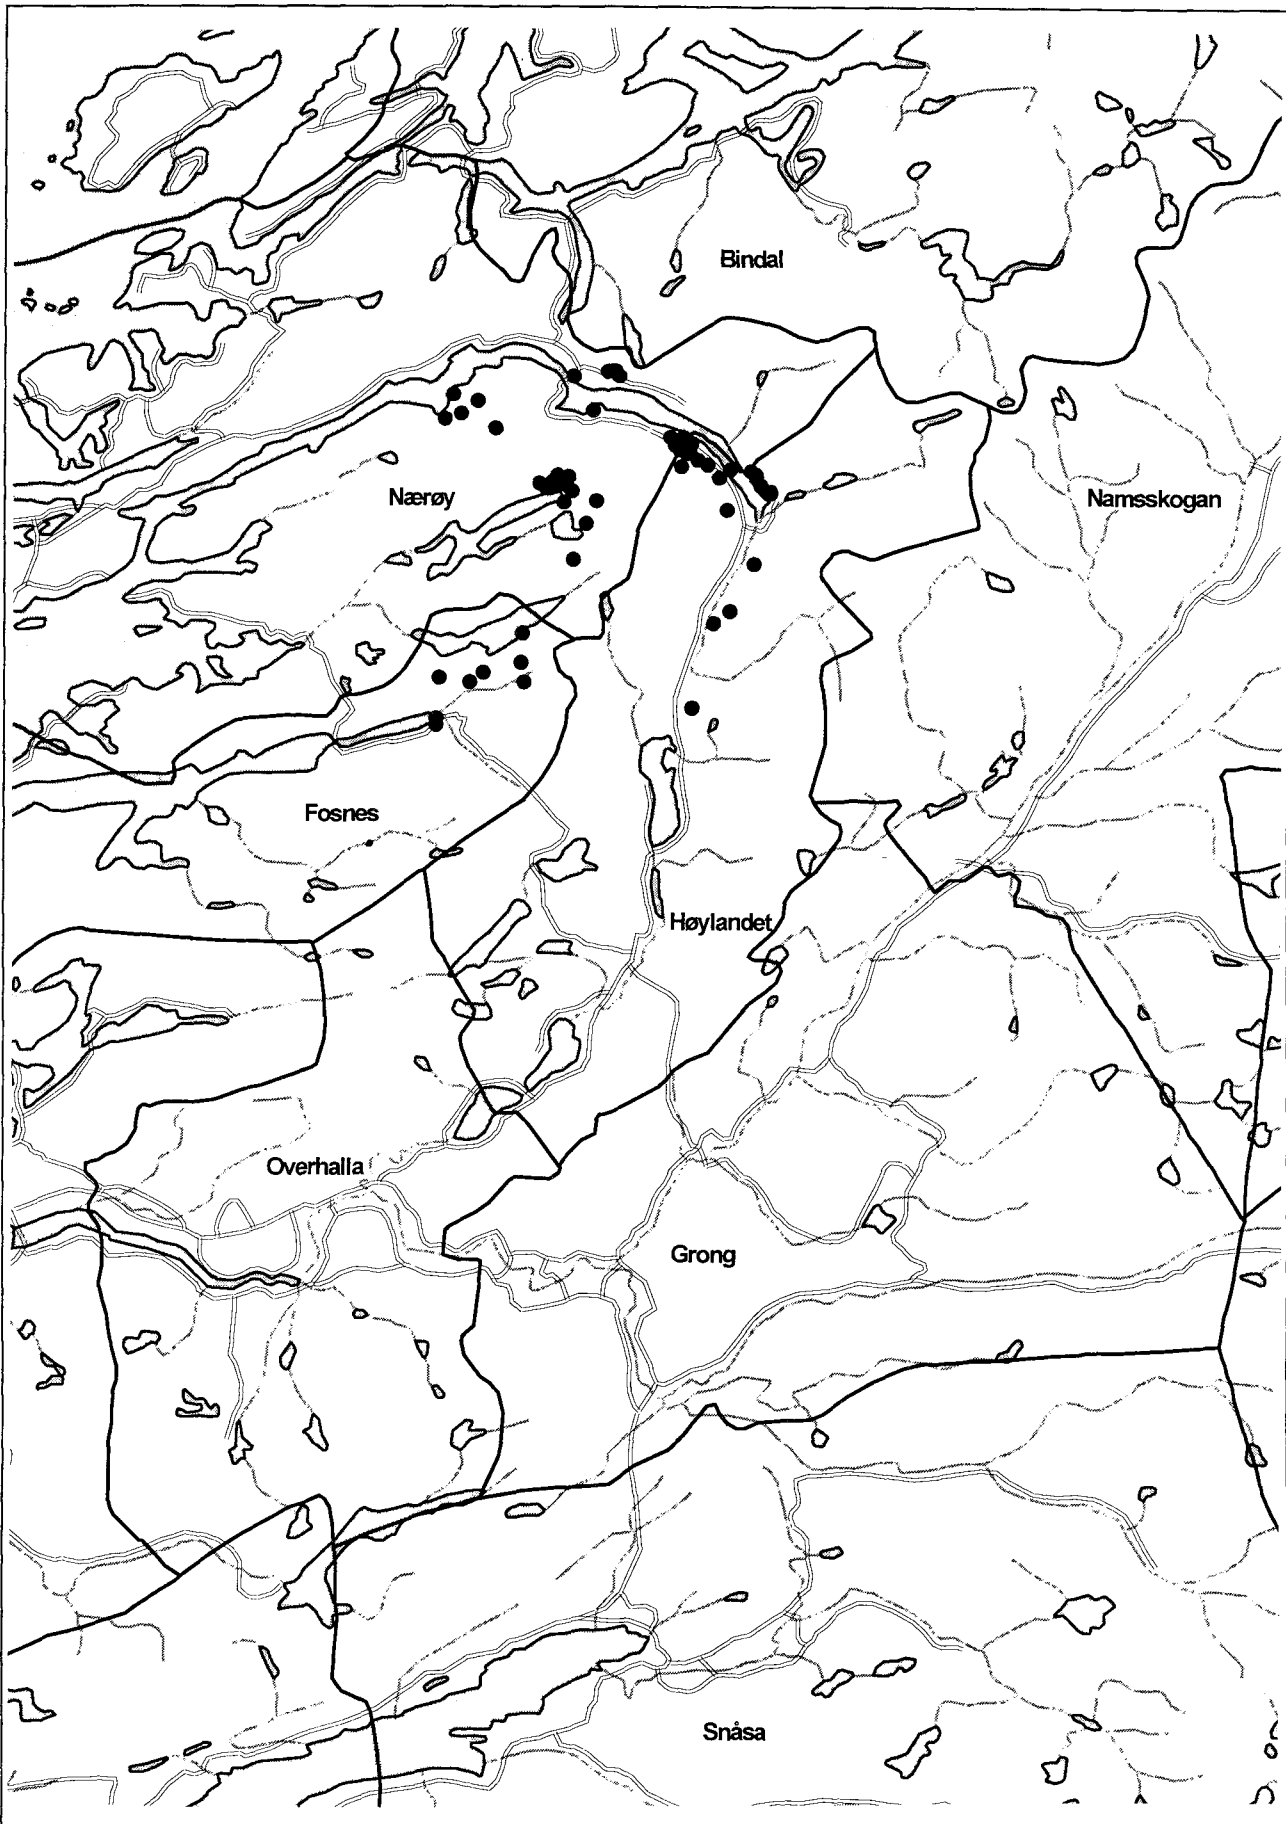 Bindal
Nærøy
Namsskogan
Fosnes
Høylandet
Overhalla
Grong
Snåsa